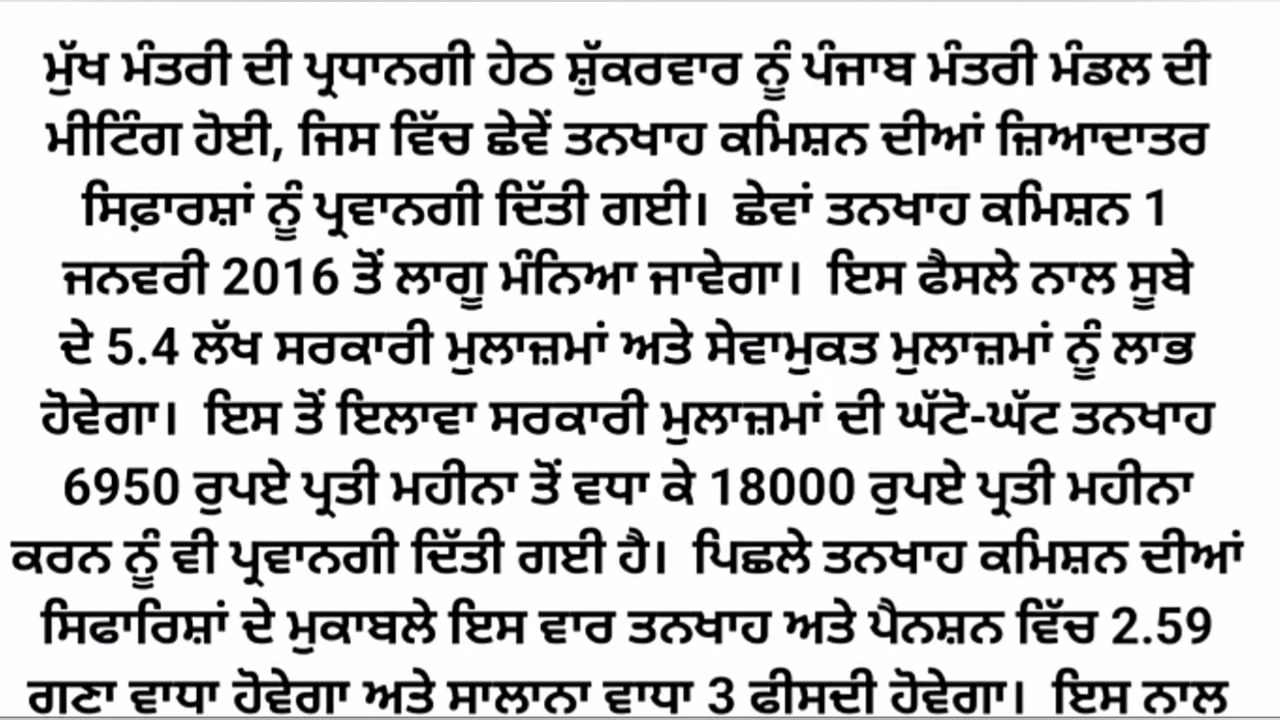 ਮੁੱਖ ਮੰਤਰੀ ਦੀ ਪ੍ਰਧਾਨਗੀ ਹੇਠ ਸ਼ੁੱਕਰਵਾਰ ਨੂੰ ਪੰਜਾਬ ਮੰਤਰੀ ਮੰਡਲ ਦੀ
ਮੀਟਿੰਗ ਹੋਈ, ਜਿਸ ਵਿੱਚ ਛੇਵੇਂ ਤਨਖਾਹ ਕਮਿਸ਼ਨ ਦੀਆਂ ਜ਼ਿਆਦਾਤਰ
ਸਿਫ਼ਾਰਸ਼ਾਂ ਨੂੰ ਪ੍ਰਵਾਨਗੀ ਦਿੱਤੀ ਗਈ। ਛੇਵਾਂ ਤਨਖਾਹ ਕਮਿਸ਼ਨ 1
ਜਨਵਰੀ 2016 ਤੋਂ ਲਾਗੂ ਮੰਨਿਆ ਜਾਵੇਗਾ। ਇਸ ਫੈਸਲੇ ਨਾਲ ਸੂਬੇ
ਦੇ 5.4 ਲੱਖ ਸਰਕਾਰੀ ਮੁਲਾਜ਼ਮਾਂ ਅਤੇ ਸੇਵਾਮੁਕਤ ਮੁਲਾਜ਼ਮਾਂ ਨੂੰ ਲਾਭ
ਹੋਵੇਗਾ। ਇਸ ਤੋਂ ਇਲਾਵਾ ਸਰਕਾਰੀ ਮੁਲਾਜ਼ਮਾਂ ਦੀ ਘੱਟੋ-ਘੱਟ ਤਨਖਾਹ
6950 ਰੁਪਏ ਪ੍ਰਤੀ ਮਹੀਨਾ ਤੋਂ ਵਧਾ ਕੇ 18000 ਰੁਪਏ ਪ੍ਰਤੀ ਮਹੀਨਾ
ਕਰਨ ਨੂੰ ਵੀ ਪ੍ਰਵਾਨਗੀ ਦਿੱਤੀ ਗਈ ਹੈ। ਪਿਛਲੇ ਤਨਖਾਹ ਕਮਿਸ਼ਨ ਦੀਆਂ
ਸਿਫਾਰਿਸ਼ਾਂ ਦੇ ਮੁਕਾਬਲੇ ਇਸ ਵਾਰ ਤਨਖਾਹ ਅਤੇ ਪੈਨਸ਼ਨ ਵਿੱਚ 2.59
ਗਣਾ ਵਾਧਾ ਹੋਵੇਗਾ ਅਤੇ ਸਾਲਾਨਾ ਵਾਧਾ 3 ਫੀਸਦੀ ਹੋਵੇਗਾ। ਇਸ ਨਾਲ